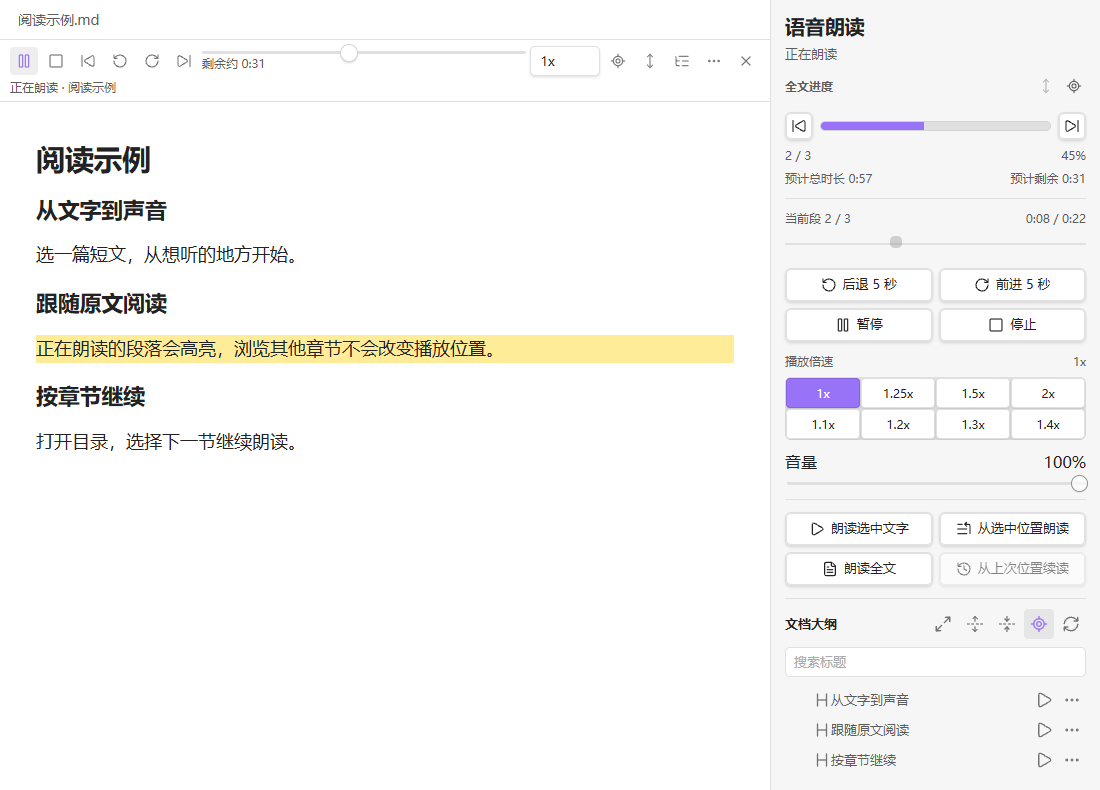 阅读示例.md
剩余约 0:31
1x
正在朗读 · 阅读示例
阅读示例
从文字到声音
选一篇短文，从想听的地方开始。
跟随原文阅读
正在朗读的段落会高亮，浏览其他章节不会改变播放位置。
按章节继续
打开目录，选择下一节继续朗读。
语音朗读
正在朗读
全文进度
2 / 3 45%
预计总时长 0:57 预计剩余 0:31
当前段 2 / 3 0:08 / 0:22
后退 5 秒 前进 5 秒
暂停 停止
播放倍速 1x
1x 1.25x 1.5x 2x
1.1x 1.2x 1.3x 1.4x
音量 100%
朗读选中文字 从选中位置朗读
朗读全文 从上次位置续读
文档大纲
搜索标题
H 从文字到声音
H 跟随原文阅读
H 按章节继续